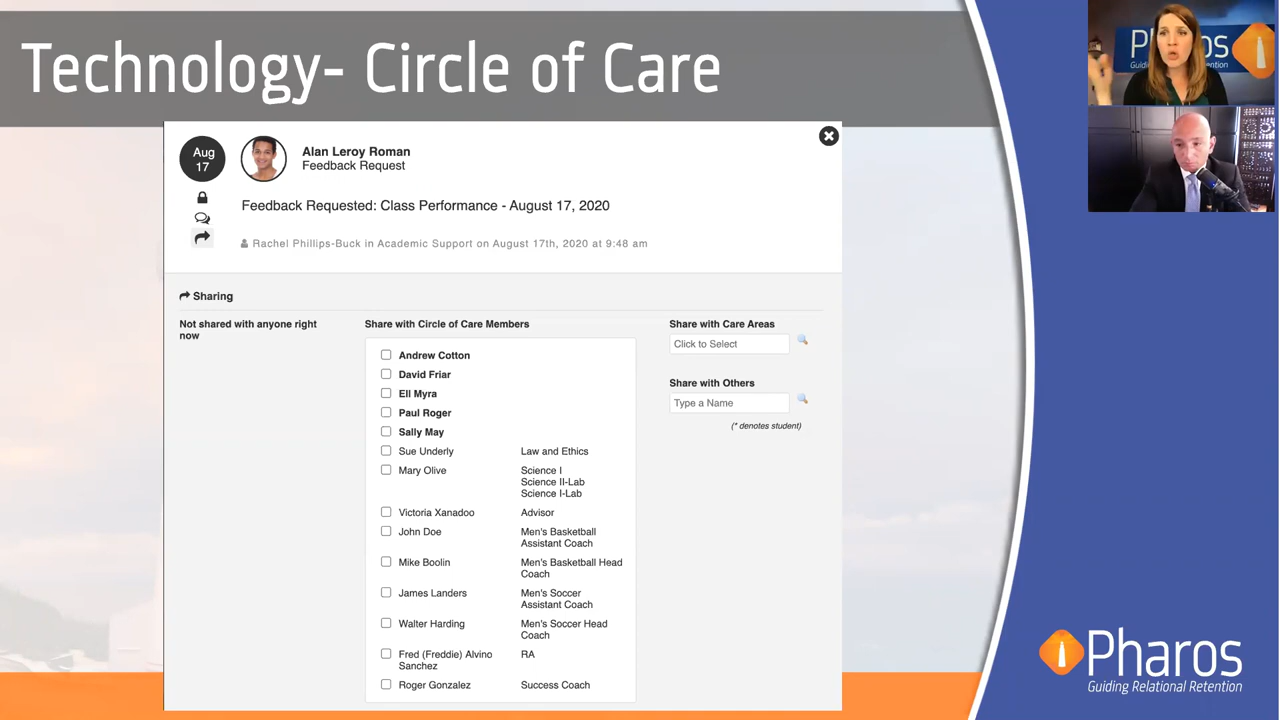 Technology- Circle of Care
Aug
17
Alan Leroy Roman
Feedback Request
Feedback Requested: Class Performance - August 17, 2020
Rachel Phillips-Buck in Academic Support on August 17th, 2020 at 9:48 am
Sharing
Not shared with anyone right
now
Share with Circle of Care Members
Andrew Cotton
David Friar
Ell Myra
Paul Roger
Sally May
Sue Underly Law and Ethics
Mary Olive Science I
Science II-Lab
Science I-Lab
Victoria Xanadoo Advisor
John Doe Men's Basketball
Assistant Coach
Mike Boolin Men's Basketball Head
Coach
James Landers Men's Soccer
Assistant Coach
Walter Harding Men's Soccer Head
Coach
Fred (Freddie) Alvino RA
Sanchez
Roger Gonzalez Success Coach
Share with Care Areas
Click to Select
Share with Others
Type a Name
(* denotes student)
Pharos
Guiding Relational Retention
Pharos
Guiding Relational Retention